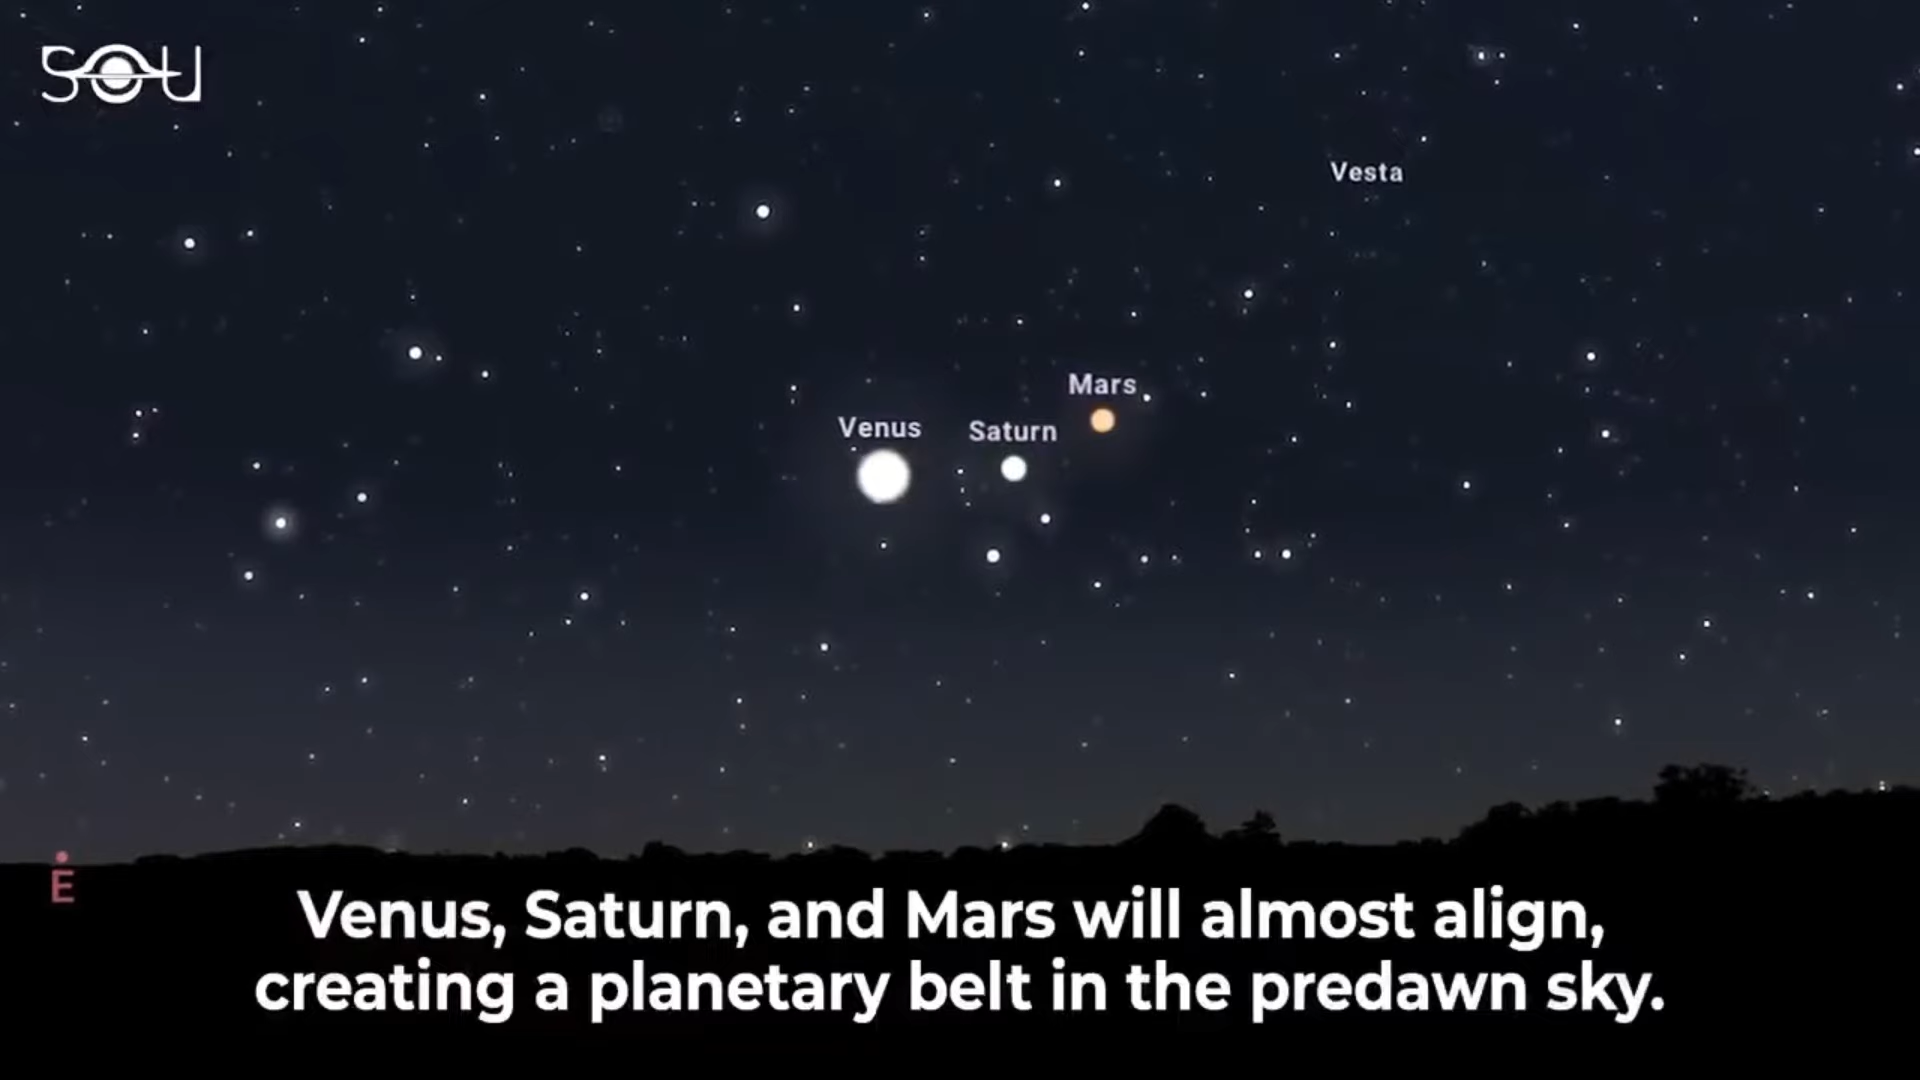 SOU
Vesta
Mars
Venus
Saturn
E
Venus, Saturn, and Mars will almost align,
creating a planetary belt in the predawn sky.